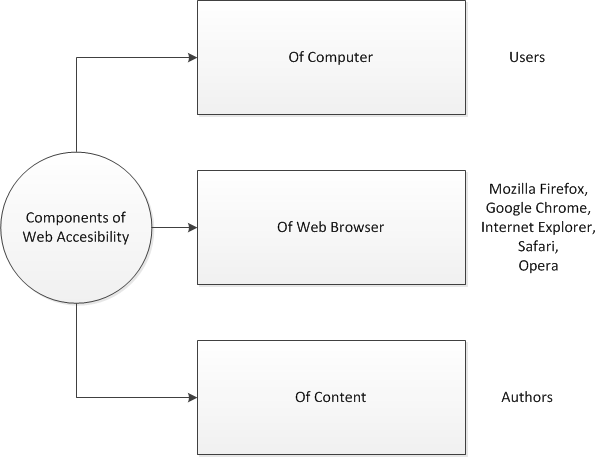 Of Computer
Users
Components of
Web Accesibility
Of Web Browser
Mozilla Firefox,
Google Chrome,
Internet Explorer,
Safari,
Opera
Of Content
Authors